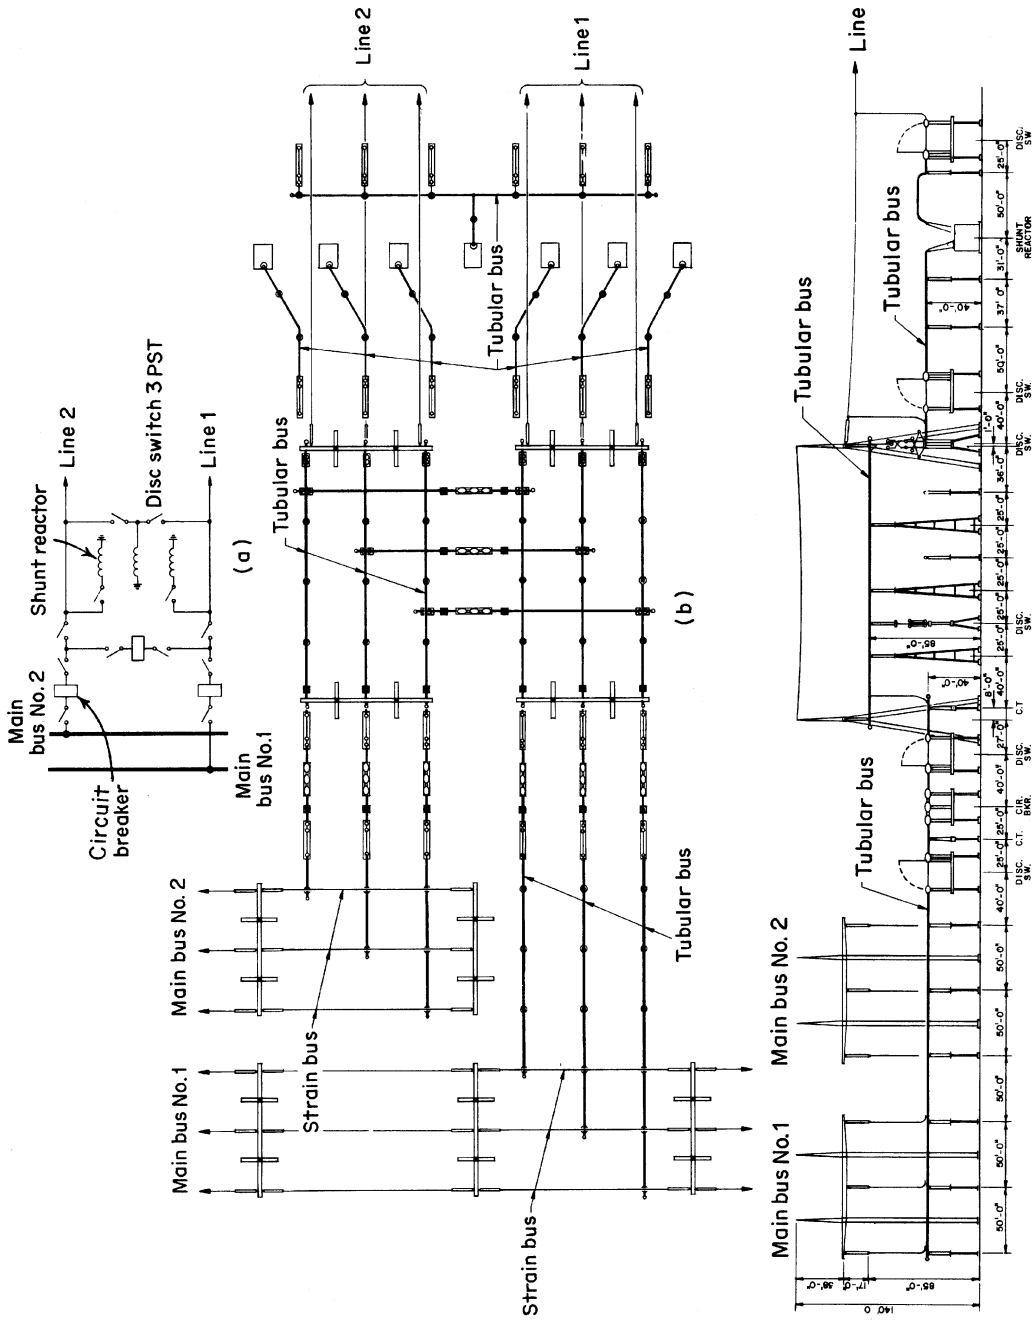 Main
bus No.2
Line 2
Shunt reactor
Disc switch 3 PST
Circuit
breaker
Main
bus No.1
Line 1
(a)
Line 2
Line 1
Tubular bus
Tubular bus
Main bus No. 2
Strain bus
Main bus No.1
Strain bus
Tubular bus
(b)
Line
Tubular bus
Tubular bus
Tubular bus
Main bus No. 2
Main bus No.1
140' 0
38'-0"
17'-0"
85'-0"
85'-0"
40'-0"
40'-0"
50'-0"
50'-0"
50'-0"
50'-0"
50'-0"
40'-0"
25'-0"
25'-0"
40'-0"
27'-0"
8'-0"
40'-0"
25'-0"
25'-0"
25'-0"
25'-0"
36'-0"
1'-0"
40'-0"
50'-0"
37' 0"
31'-0"
50'-0"
25'-0"
DISC.
SW.
C.T.
CIR.
BKR.
DISC
SW.
C.T
DISC.
SW.
DISC.
SW.
DISC.
SW.
SHUNT
REACTOR
DISC.
SW